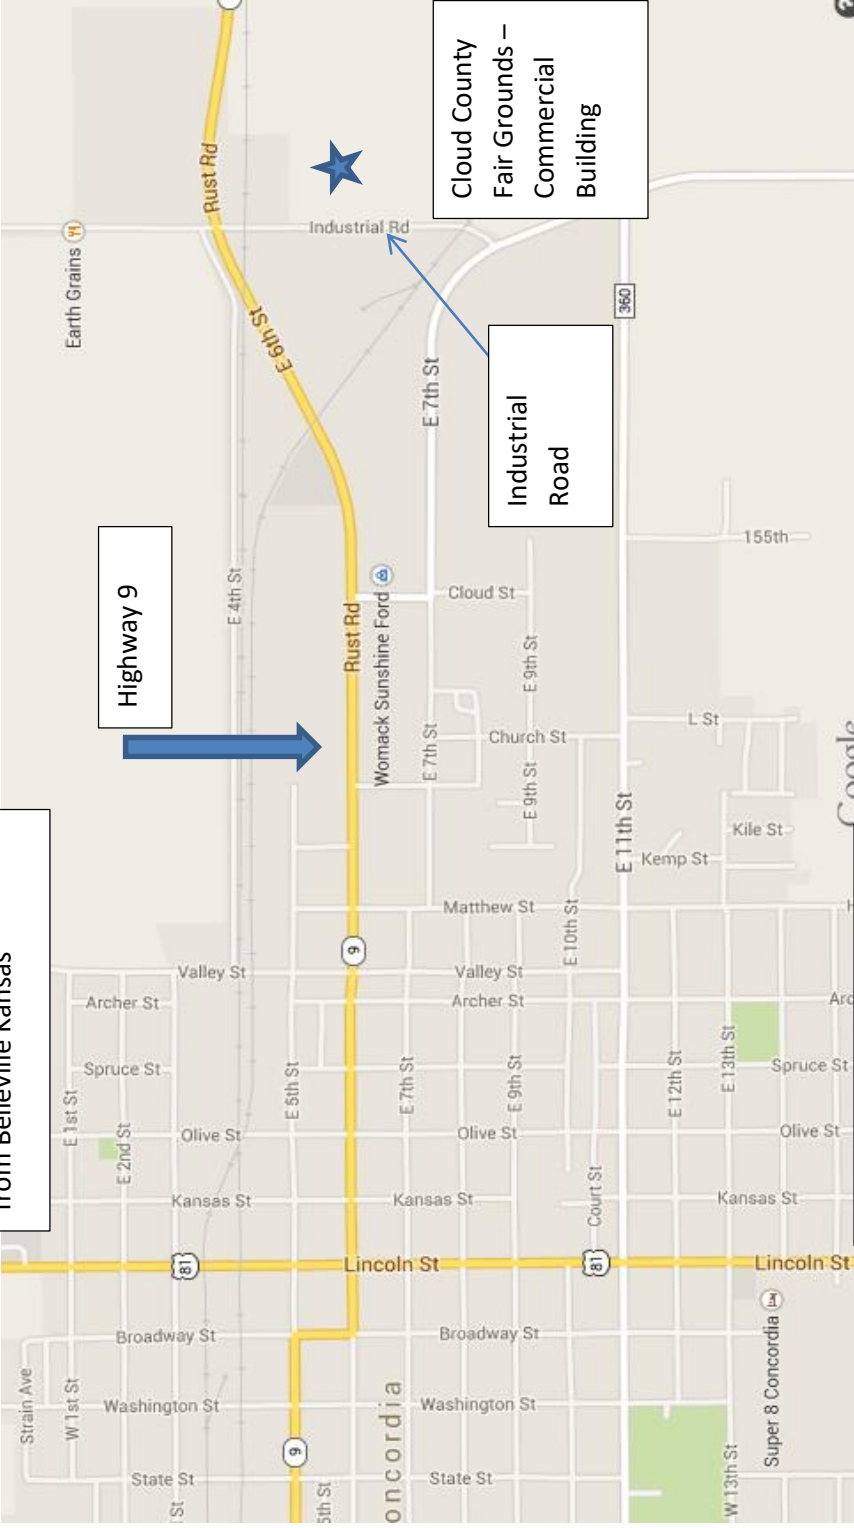 from Belleville Kansas
Strain Ave
W 1st St
E 1st St
Earth Grains
Archer St
Spruce St
E 2nd St
Highway 9
Broadway St
Washington St
State St
St
81
Kansas St
Olive St
Valley St
E 4th St
Rust Rd
E 6th St
E 5th St
9
Industrial Rd
Rust Rd
9
Lincoln St
Womack Sunshine Ford
oncordia
Kansas St
E 7th St
E 7th St
E 7th St
Cloud County
Fair Grounds –
Commercial
Building
Industrial
Road
State St
Washington St
Broadway St
Olive St
Archer St
Valley St
Matthew St
Church St
Cloud St
E 9th St
E 9th St
E 9th St
E 10th St
Court St
81
E 11th St
360
Kemp St
L St
155th
E 12th St
Kansas St
E 13th St
W 13th St
Kile St
Super 8 Concordia
Lincoln St
Olive St
Spruce St
Arc
Google